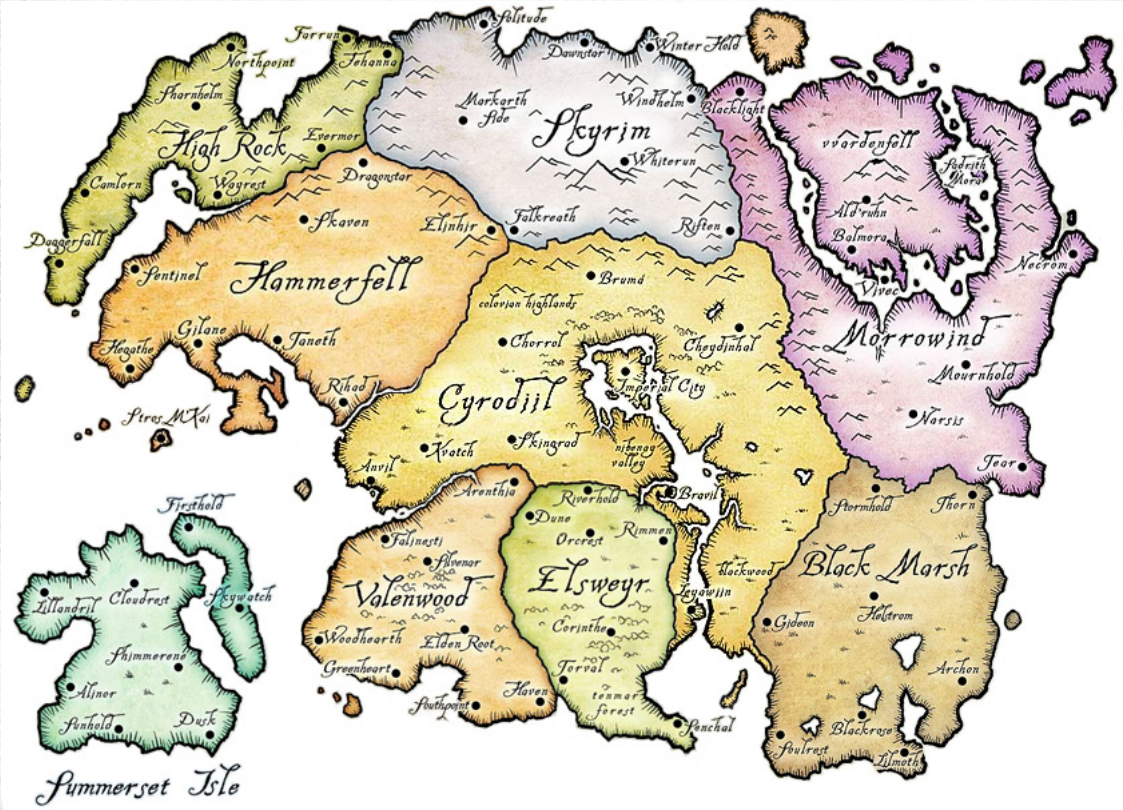 Solitude
Farrun
Dawnstar
Winter Hold
Northpoint
Jehanna
Pharnhelm
Markarth
Side
Windhelm
Blacklight
Skyrim
vvardenfell
High Rock
Evermor
Whiterun
Sadrith
Mora
Dragonstar
Camlorn
Wayrest
Ald'ruhn
Skaven
Elinhir
Falkreath
Riften
Balmora
Daggerfall
Necrom
Sentinel
Hammerfell
Bruma
Vivec
colovian highlands
Gilane
Janeth
Chorrol
Cheydinhal
Morrowind
Hegathe
Mournhold
Rihad
Cyrodiil
Imperial City
Stros M'Kai
Narsis
Kvatch
Skingrad
nibenay
valley
Anvil
Tear
Arenthia
Riverhold
Bravil
Stormhold
Thorn
Firsthold
Dune
Rimmen
Falinesti
Orcrest
Silvenar
Black Marsh
Cloudrest
Valenwood
Elsweyr
blackwood
Lillandril
Skywatch
Leyawiin
Helstrom
Gideon
Woodhearth
Elden Root
Corinthe
Shimmerene
Greenheart
Torval
Archon
Alinor
Haven
tenmar
forest
Southpoint
Sunhold
Dusk
Senchal
Blackrose
Soulrest
Lilmoth
Summerset Isle